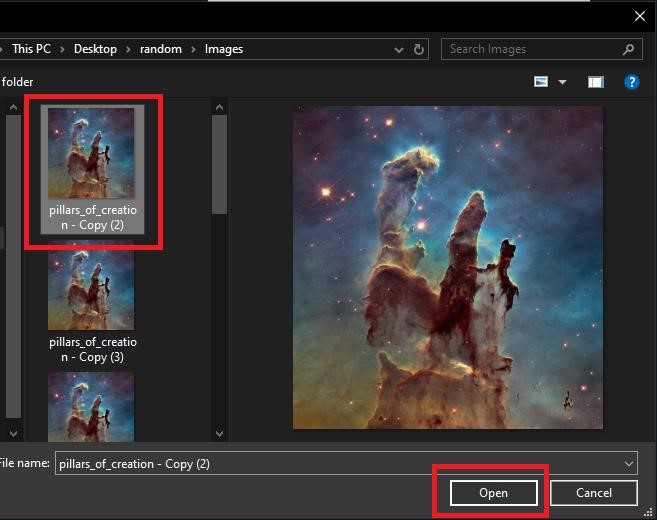 This PC > Desktop > random > Images
Search Images
folder
?
pillars_of_creatio
n - Copy (2)
pillars_of_creatio
n - Copy (3)
File name: pillars_of_creation - Copy (2)
Open Cancel